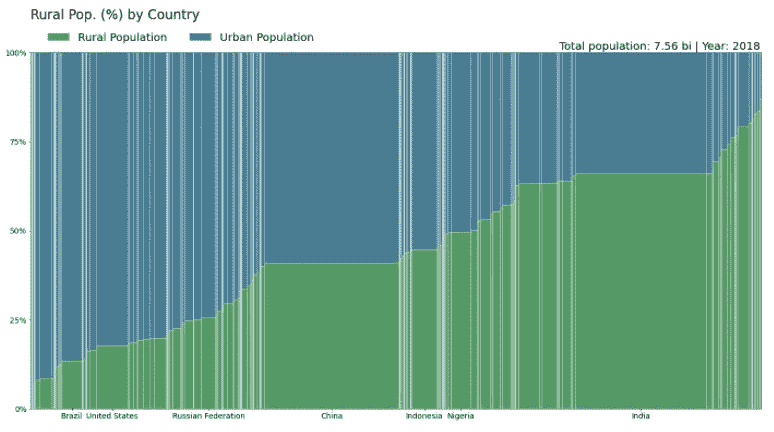 Rural Pop. (%) by Country
Rural Population Urban Population
Total population: 7.56 bi | Year: 2018
100%
75%
50%
25%
0%
Brazil United States Russian Federation China Indonesia Nigeria India